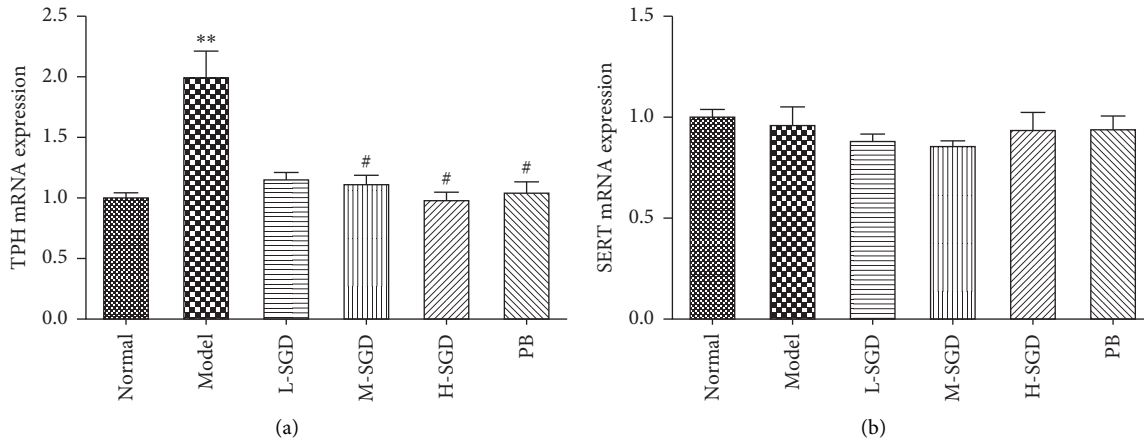 TPH mRNA expression
2.5
2.0
1.5
1.0
0.5
0.0
**
#
#
#
Normal
Model
L-SGD
M-SGD
H-SGD
PB
(a)
SERT mRNA expression
1.5
1.0
0.5
0.0
Normal
Model
L-SGD
M-SGD
H-SGD
PB
(b)